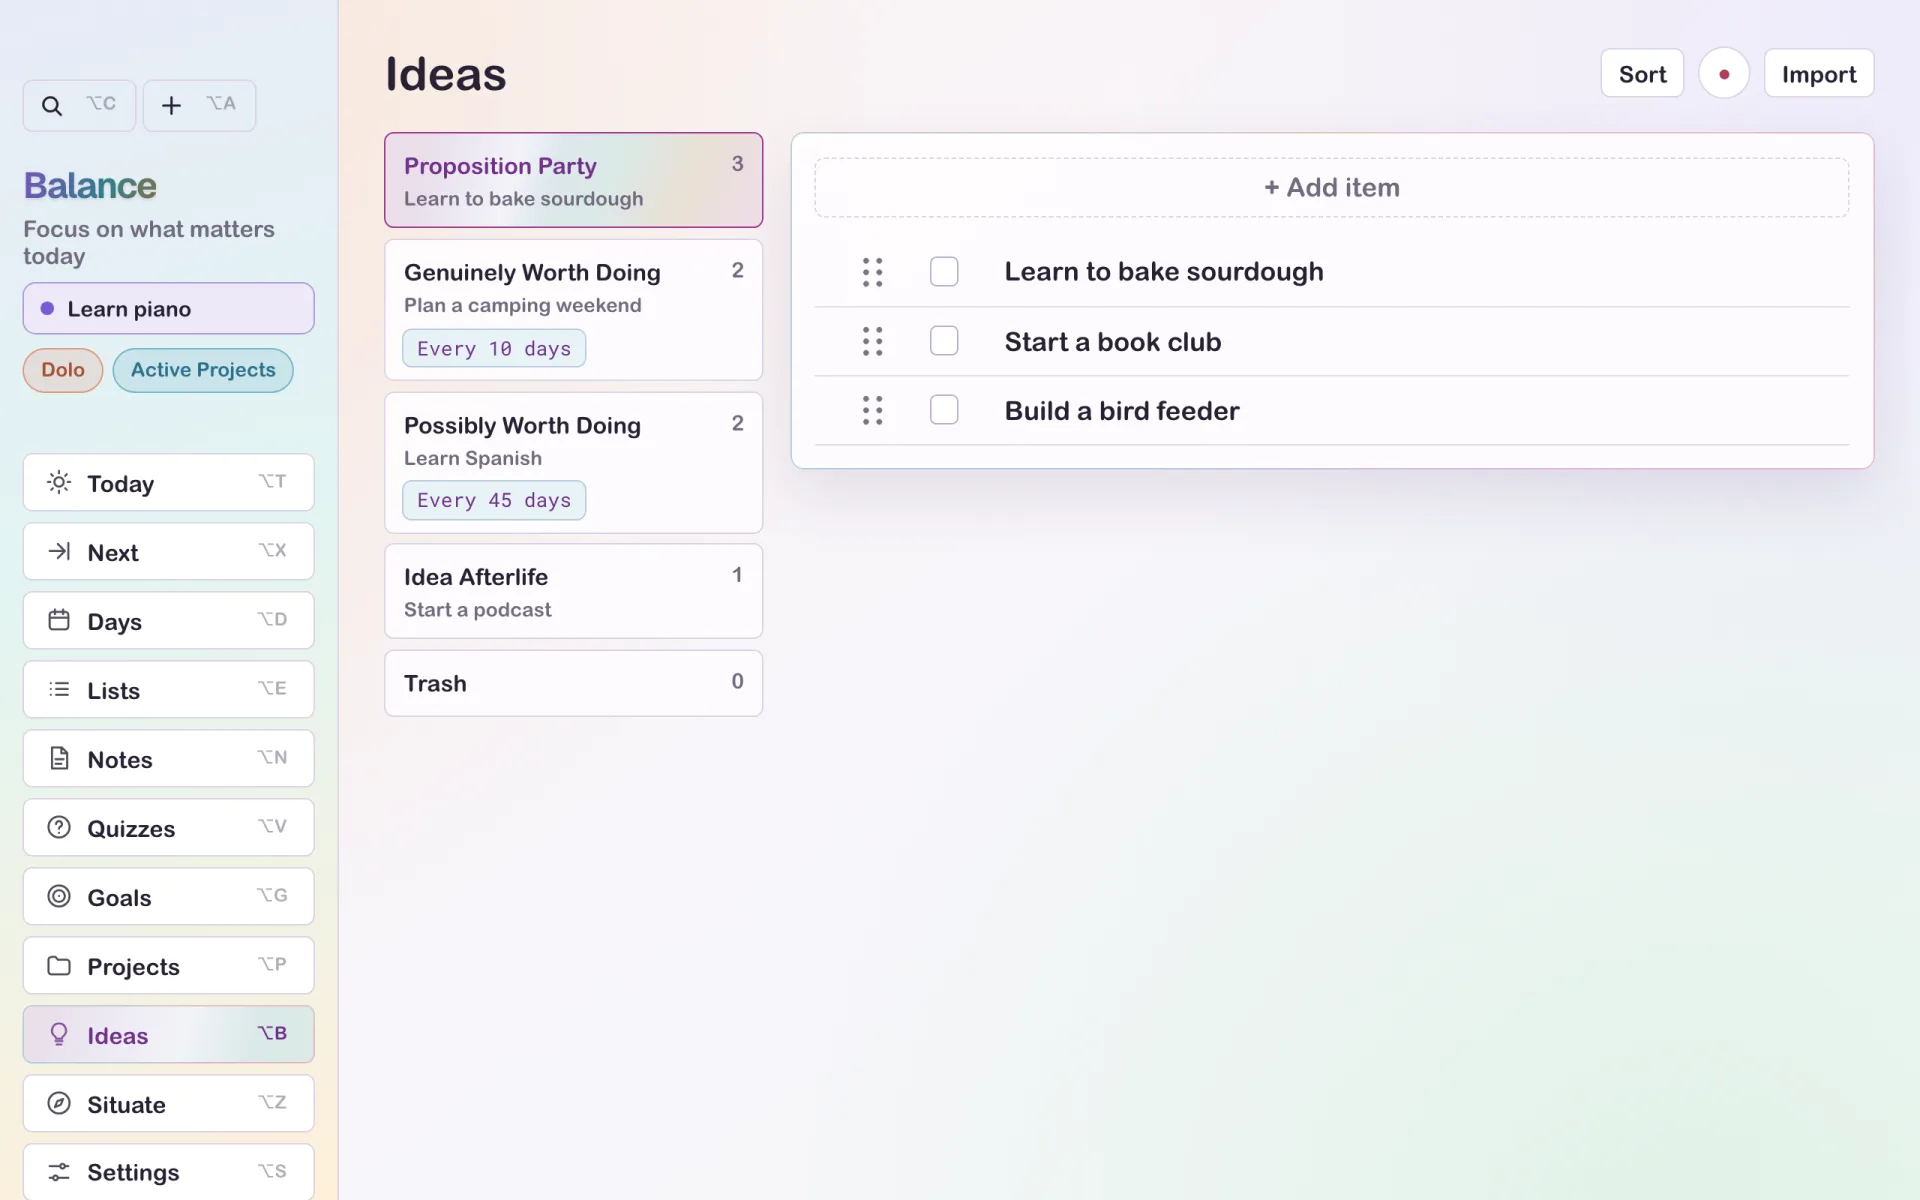 ⌥C
+ ⌥A
Balance
Focus on what matters
today
Learn piano
Dolo
Active Projects
Today ⌥T
Next ⌥X
Days ⌥D
Lists ⌥E
Notes ⌥N
Quizzes ⌥V
Goals ⌥G
Projects ⌥P
Ideas ⌥B
Situate ⌥Z
Settings ⌥S
Ideas
Sort
Import
Proposition Party 3
Learn to bake sourdough
Genuinely Worth Doing 2
Plan a camping weekend
Every 10 days
Possibly Worth Doing 2
Learn Spanish
Every 45 days
Idea Afterlife 1
Start a podcast
Trash 0
+ Add item
Learn to bake sourdough
Start a book club
Build a bird feeder